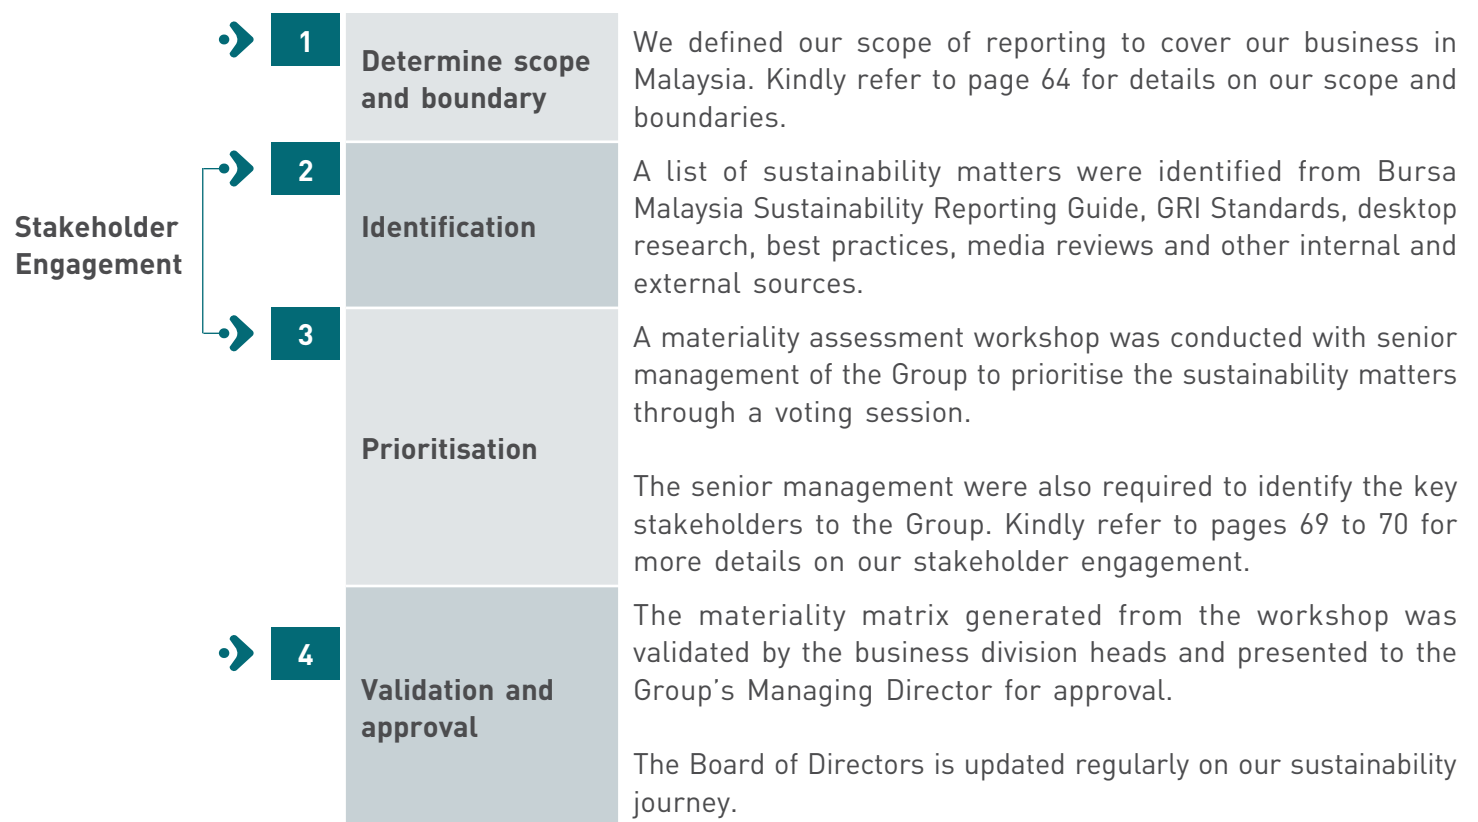 1
Determine scope
and boundary
We defined our scope of reporting to cover our business in
Malaysia. Kindly refer to page 64 for details on our scope and
boundaries.
Stakeholder
Engagement
2
Identification
A list of sustainability matters were identified from Bursa
Malaysia Sustainability Reporting Guide, GRI Standards, desktop
research, best practices, media reviews and other internal and
external sources.
3
Prioritisation
A materiality assessment workshop was conducted with senior
management of the Group to prioritise the sustainability matters
through a voting session.
The senior management were also required to identify the key
stakeholders to the Group. Kindly refer to pages 69 to 70 for
more details on our stakeholder engagement.
4
Validation and
approval
The materiality matrix generated from the workshop was
validated by the business division heads and presented to the
Group’s Managing Director for approval.
The Board of Directors is updated regularly on our sustainability
journey.